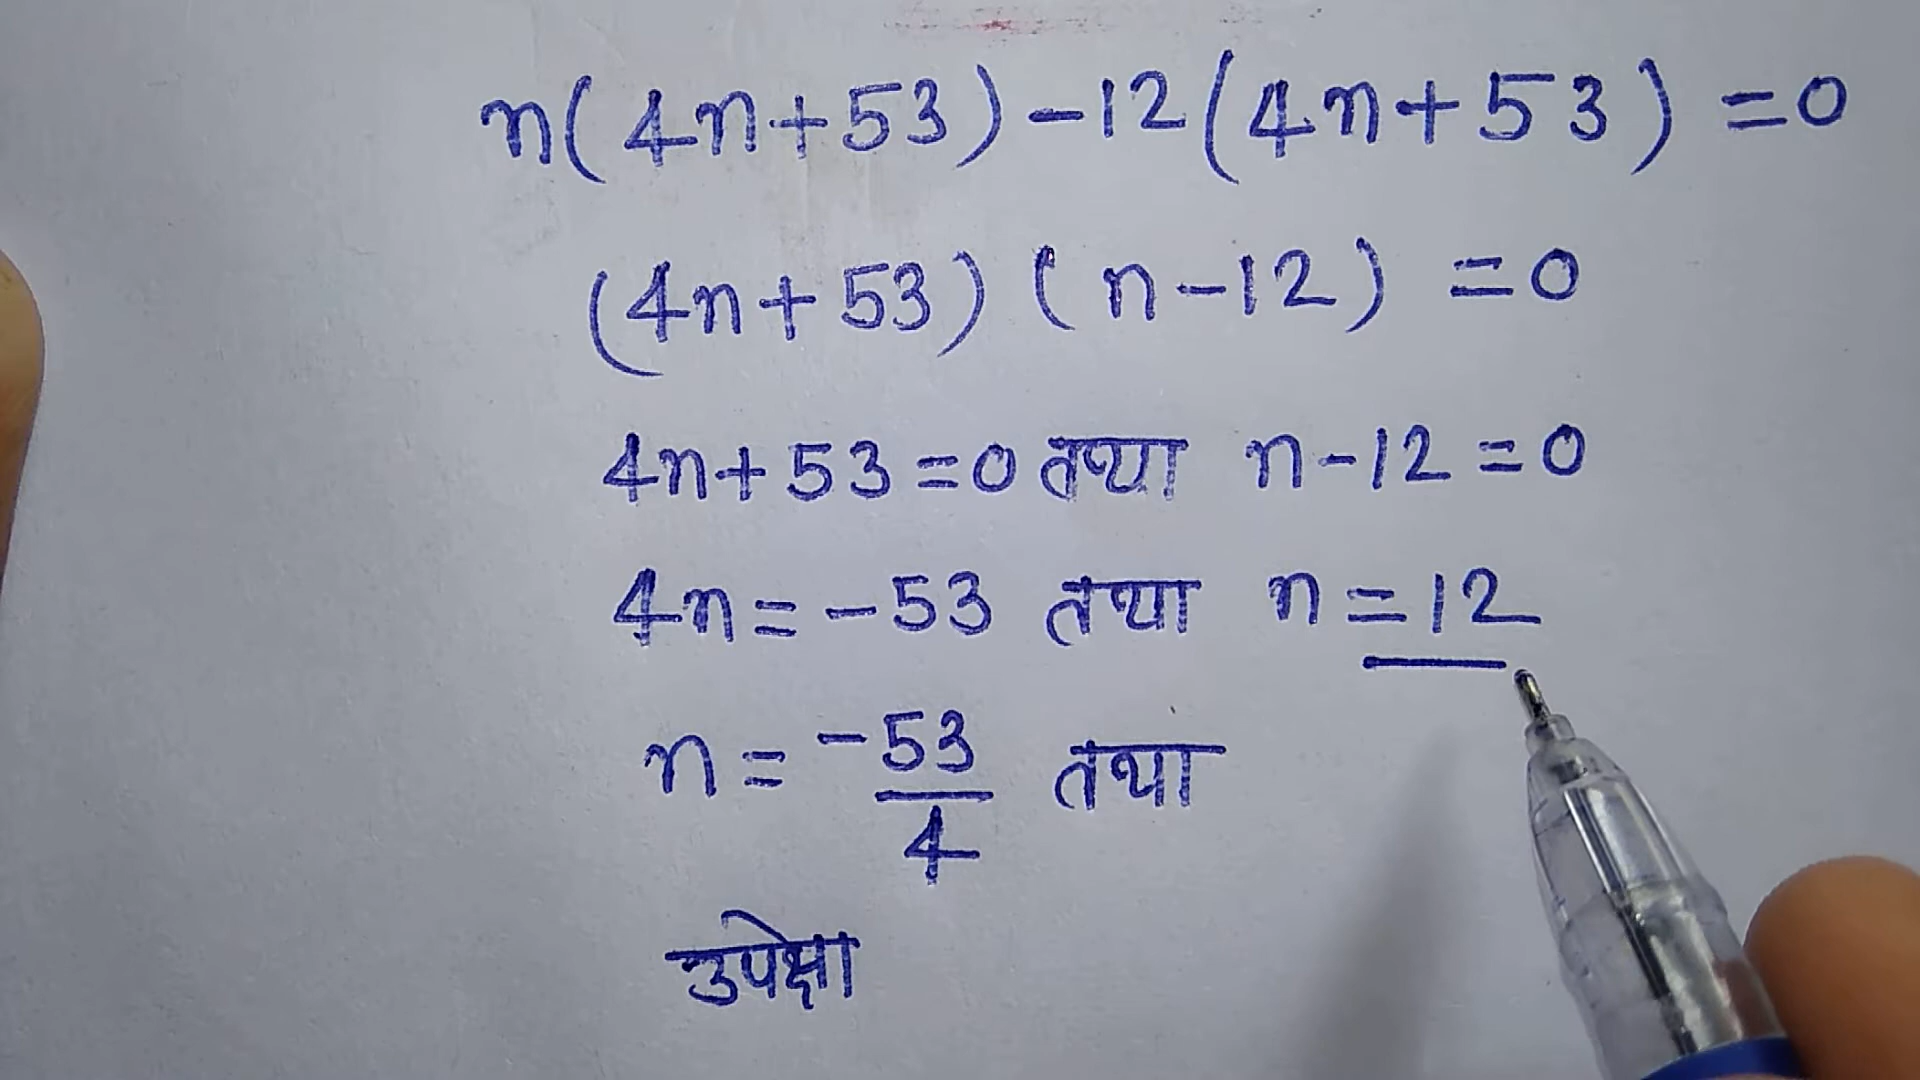 n(4n+53)-12(4n+53)=0
(4n+53)(n-12)=0
4n+53=0 तथा n-12=0
4n=-53 तथा n=12
n=-53/4 तथा
उपेक्षा